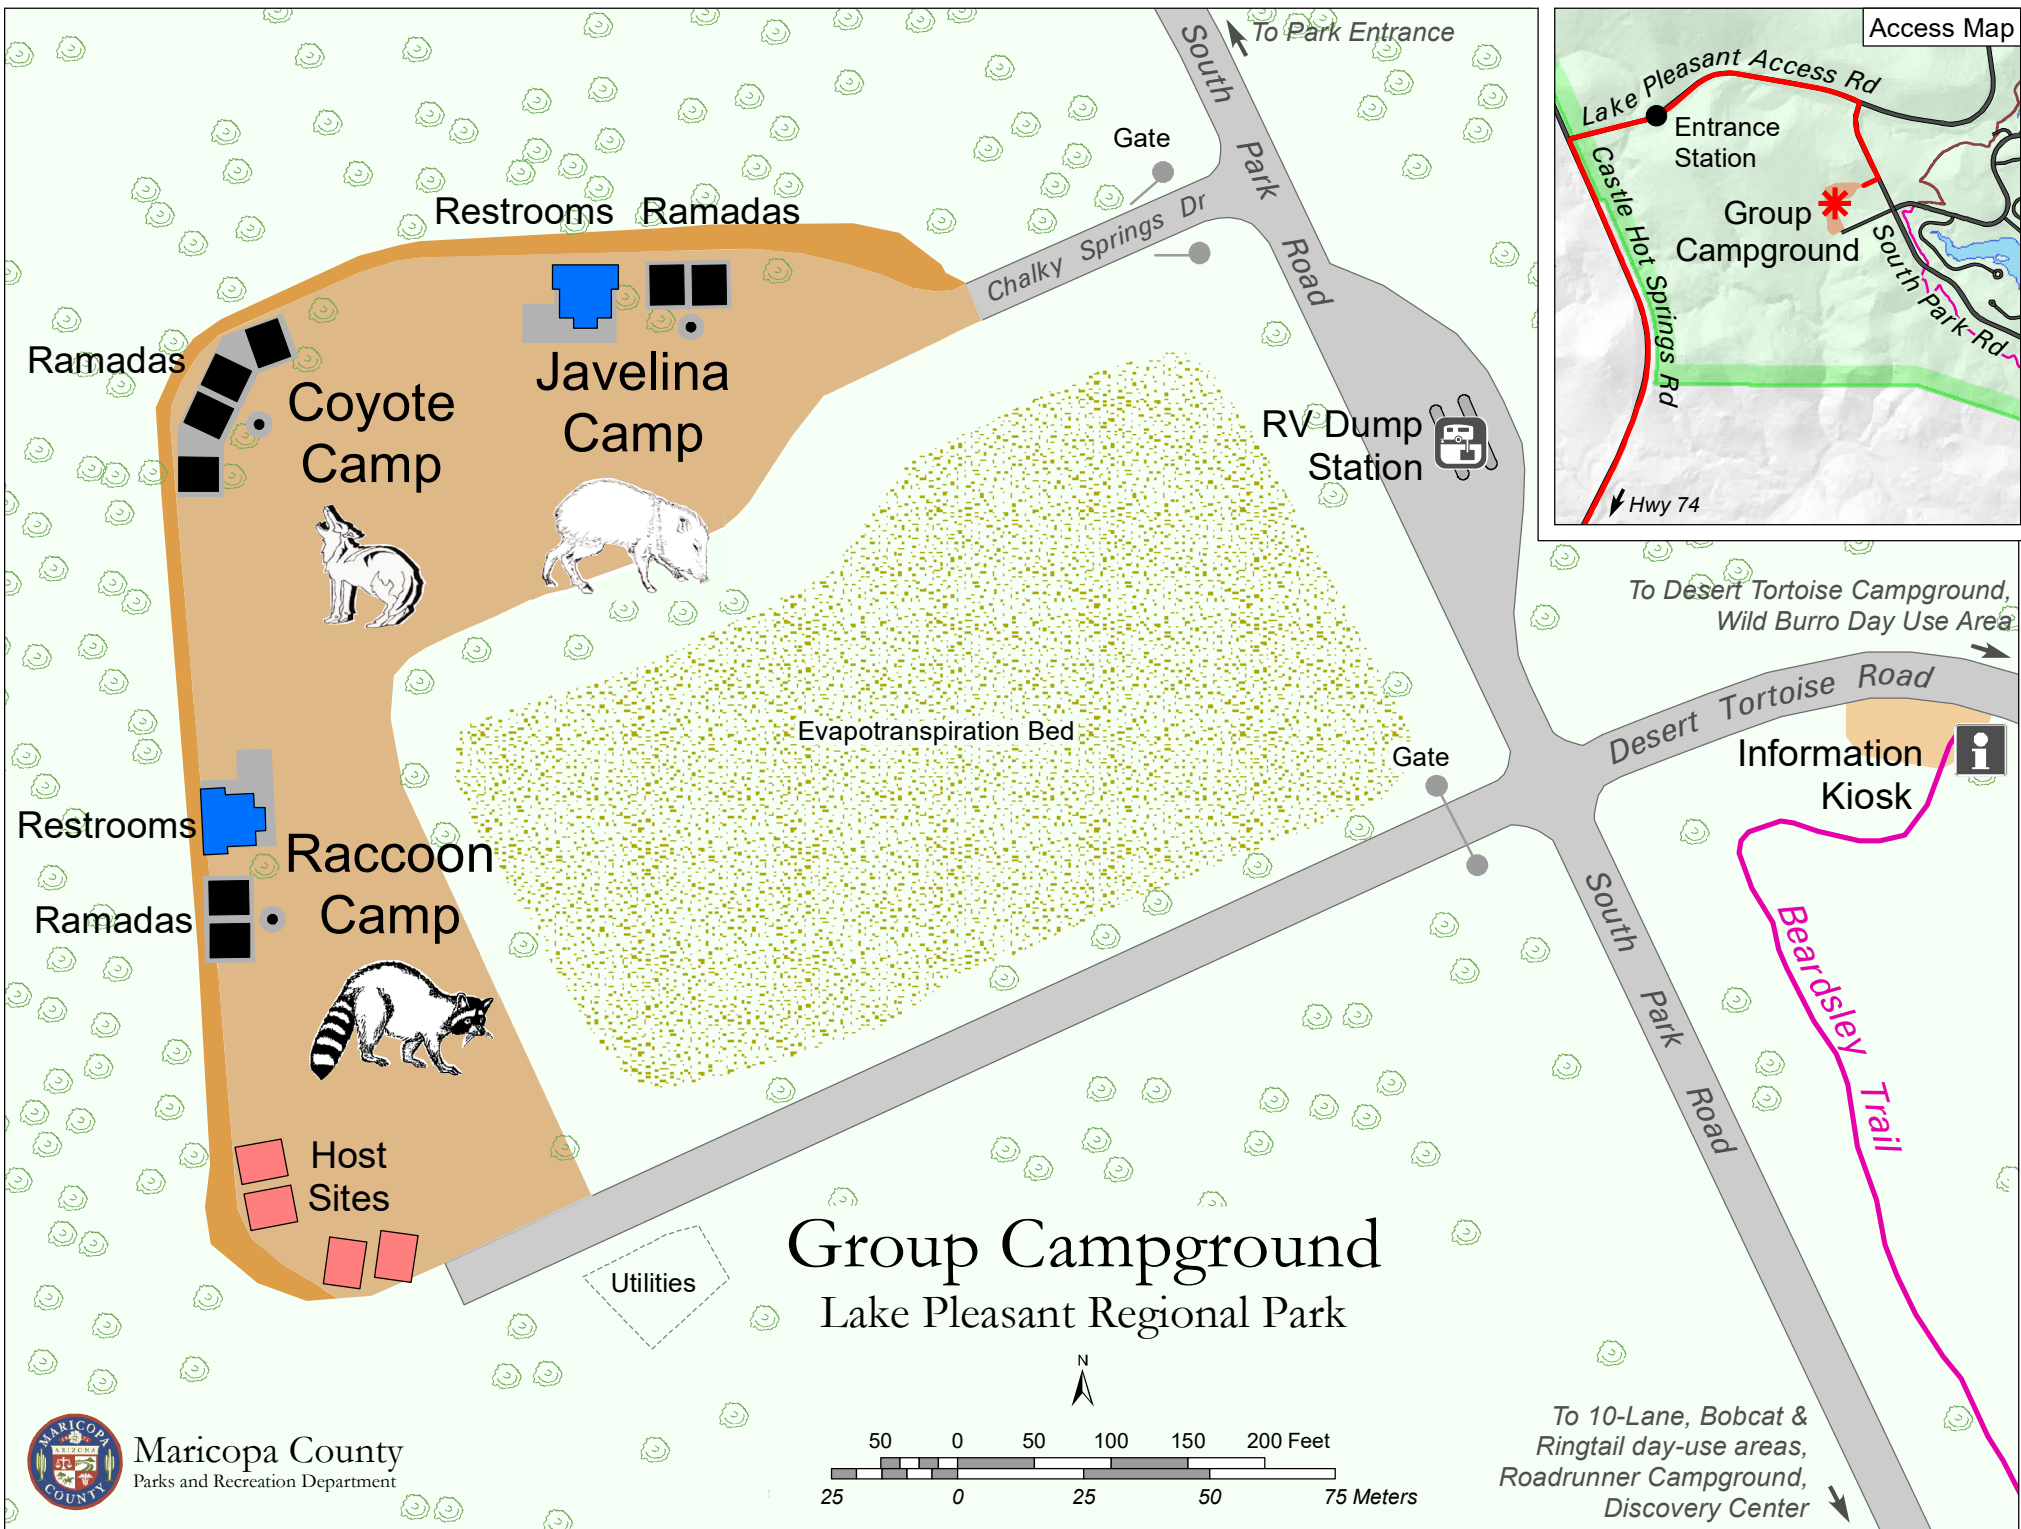 South Park Road
To Park Entrance
Access Map
Lake Pleasant Access Rd
Entrance
Station
Castle Hot Springs Rd
Group
Campground
South Park Rd
Hwy 74
Gate
Restrooms
Ramadas
Chalky Springs Dr
Ramadas
Coyote
Camp
Javelina
Camp
RV Dump
Station
To Desert Tortoise Campground,
Wild Burro Day Use Area
Desert Tortoise Road
Evapotranspiration Bed
Gate
Information
Kiosk
Restrooms
Raccoon
Camp
Ramadas
South Park Road
Beardsley Trail
Host
Sites
Utilities
Group Campground
Lake Pleasant Regional Park
N
50 0 50 100 150 200 Feet
25 0 25 50 75 Meters
To 10-Lane, Bobcat &
Ringtail day-use areas,
Roadrunner Campground,
Discovery Center
MARICOPA
ARIZONA
COUNTY
Maricopa County
Parks and Recreation Department